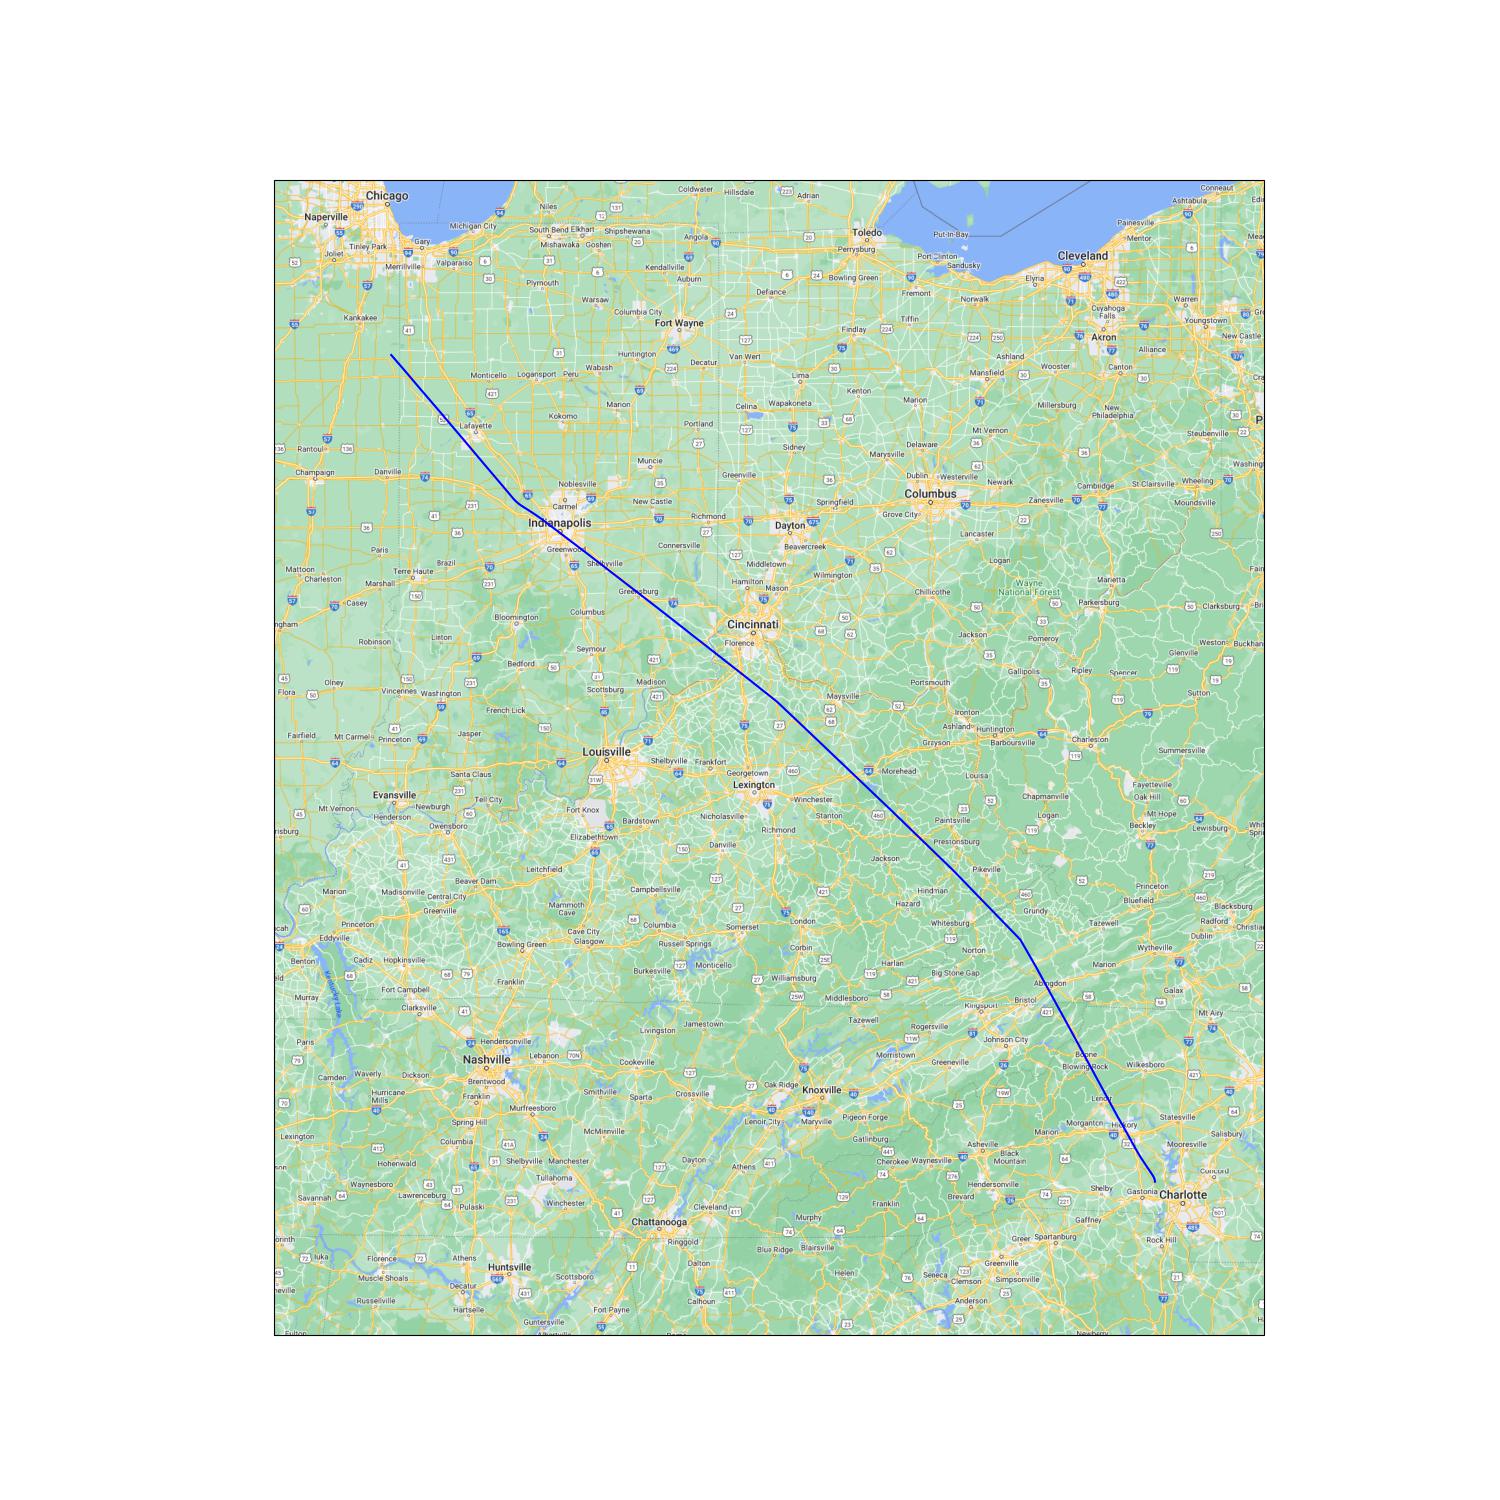 Chicago
Naperville
Tinley Park
Joliet
Gary
Merrillville
Valparaiso
Michigan City
Niles
South Bend
Elkhart
Shipshewana
Mishawaka
Goshen
Coldwater
Hillsdale
Adrian
Angola
Toledo
Perrysburg
Put-In-Bay
Port Clinton
Sandusky
Cleveland
Elyria
Mentor
Painesville
Ashtabula
Conneaut
Kankakee
Plymouth
Warsaw
Kendallville
Auburn
Columbia City
Fort Wayne
Defiance
Bowling Green
Fremont
Norwalk
Tiffin
Findlay
Cuyahoga
Falls
Akron
Warren
Youngstown
New Castle
Alliance
Canton
Monticello
Logansport
Peru
Wabash
Huntington
Decatur
Van Wert
Lima
Kenton
Ashland
Wooster
Mansfield
Lafayette
Kokomo
Marion
Portland
Celina
Wapakoneta
Marion
Millersburg
New
Philadelphia
Steubenville
Rantoul
Champaign
Danville
Muncie
Sidney
Greenville
Marysville
Delaware
Mt Vernon
Cambridge
St Clairsville
Wheeling
Noblesville
Carmel
Indianapolis
Greenwood
Shelbyville
New Castle
Richmond
Connersville
Dublin
Westerville
Columbus
Newark
Zanesville
Moundsville
Grove City
Lancaster
Springfield
Dayton
Beavercreek
Middletown
Paris
Mattoon
Charleston
Terre Haute
Brazil
Marshall
Casey
Greensburg
Hamilton
Mason
Wilmington
Chillicothe
Logan
Wayne
National Forest
Marietta
Parkersburg
Clarksburg
Bloomington
Columbus
Cincinnati
Florence
Jackson
Pomeroy
Weston
Buckhan
Glenville
Robinson
Linton
Seymour
Bedford
Olney
Flora
Vincennes
Washington
Scottsburg
Madison
Maysville
Portsmouth
Gallipolis
Ripley
Spencer
Sutton
French Lick
Ironton
Ashland
Huntington
Barboursville
Charleston
Summersville
Fairfield
Mt Carmel
Princeton
Jasper
Louisville
Shelbyville
Frankfort
Georgetown
Lexington
Winchester
Morehead
Grayson
Louisa
Fayetteville
Oak Hill
Santa Claus
Tell City
Evansville
Mt Vernon
Newburgh
Henderson
Owensboro
Fort Knox
Elizabethtown
Bardstown
Nicholasville
Richmond
Stanton
Paintsville
Prestonsburg
Chapmanville
Logan
Mt Hope
Beckley
Lewisburg
Danville
Leitchfield
Beaver Dam
Campbellsville
Jackson
Pikeville
Princeton
Bluefield
Blacksburg
Marion
Madisonville
Central City
Greenville
Mammoth
Cave
Hindman
Hazard
Whitesburg
Grundy
Tazewell
Radford
Dublin
Wytheville
Princeton
Eddyville
Cave City
Glasgow
Bowling Green
Columbia
Russell Springs
Somerset
London
Corbin
Norton
Benton
Cadiz
Hopkinsville
Burkesville
Monticello
Williamsburg
Harlan
Big Stone Gap
Marion
Abingdon
Galax
Murray
Kentucky Lake
Fort Campbell
Clarksville
Franklin
Middlesboro
Kingsport
Bristol
Mt Airy
Livingston
Jamestown
Tazewell
Rogersville
Johnson City
Paris
Nashville
Hendersonville
Lebanon
Cookeville
Morristown
Greeneville
Boone
Blowing Rock
Wilkesboro
Camden
Waverly
Dickson
Brentwood
Franklin
Hurricane
Mills
Smithville
Sparta
Crossville
Oak Ridge
Knoxville
Lenoir
Lenoir City
Maryville
Pigeon Forge
Gatlinburg
Morganton
Hickory
Statesville
Salisbury
Spring Hill
Murfreesboro
Columbia
McMinnville
Lexington
Asheville
Black
Mountain
Marion
Mooresville
Hohenwald
Shelbyville
Manchester
Tullahoma
Dayton
Athens
Cherokee
Waynesville
Concord
Savannah
Waynesboro
Lawrenceburg
Pulaski
Winchester
Cleveland
Murphy
Franklin
Brevard
Hendersonville
Shelby
Gastonia
Charlotte
Chattanooga
Ringgold
Blue Ridge
Blairsville
Gaffney
Spartanburg
Greer
Rock Hill
Iuka
Florence
Athens
Muscle Shoals
Huntsville
Decatur
Scottsboro
Dalton
Calhoun
Helen
Seneca
Clemson
Greenville
Simpsonville
Anderson
Russellville
Hartselle
Guntersville
Fort Payne
Newberry